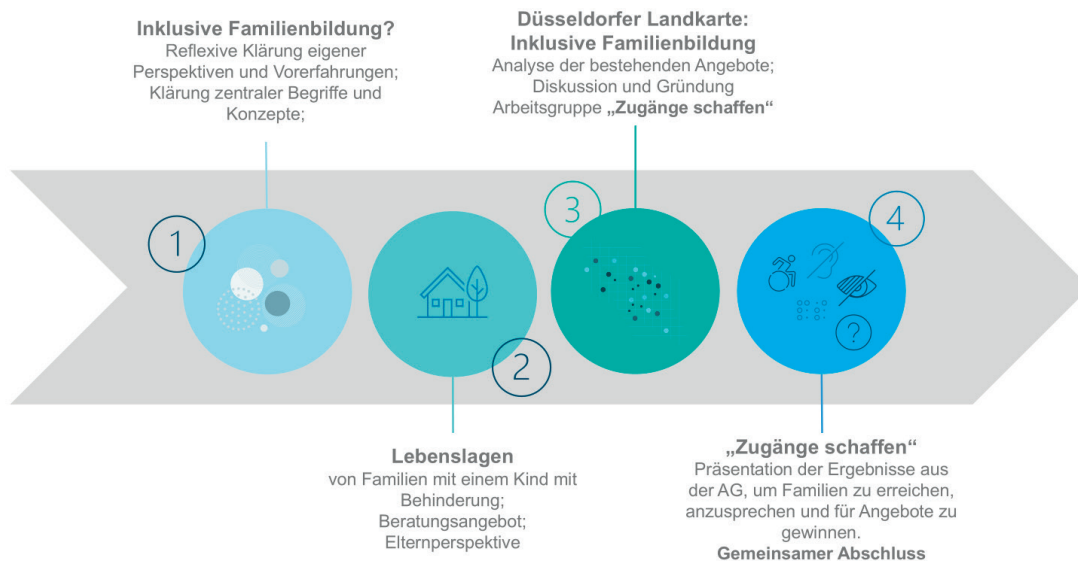 Inklusive Familienbildung?
Reflexive Klärung eigener
Perspektiven und Vorerfahrungen;
Klärung zentraler Begriffe und
Konzepte;
Düsseldorfer Landkarte:
Inklusive Familienbildung
Analyse der bestehenden Angebote;
Diskussion und Gründung
Arbeitsgruppe „Zugänge schaffen“
1
2
3
4
?
Lebenslagen
von Familien mit einem Kind mit
Behinderung;
Beratungsangebot;
Elternperspektive
„Zugänge schaffen“
Präsentation der Ergebnisse aus
der AG, um Familien zu erreichen,
anzusprechen und für Angebote zu
gewinnen.
Gemeinsamer Abschluss